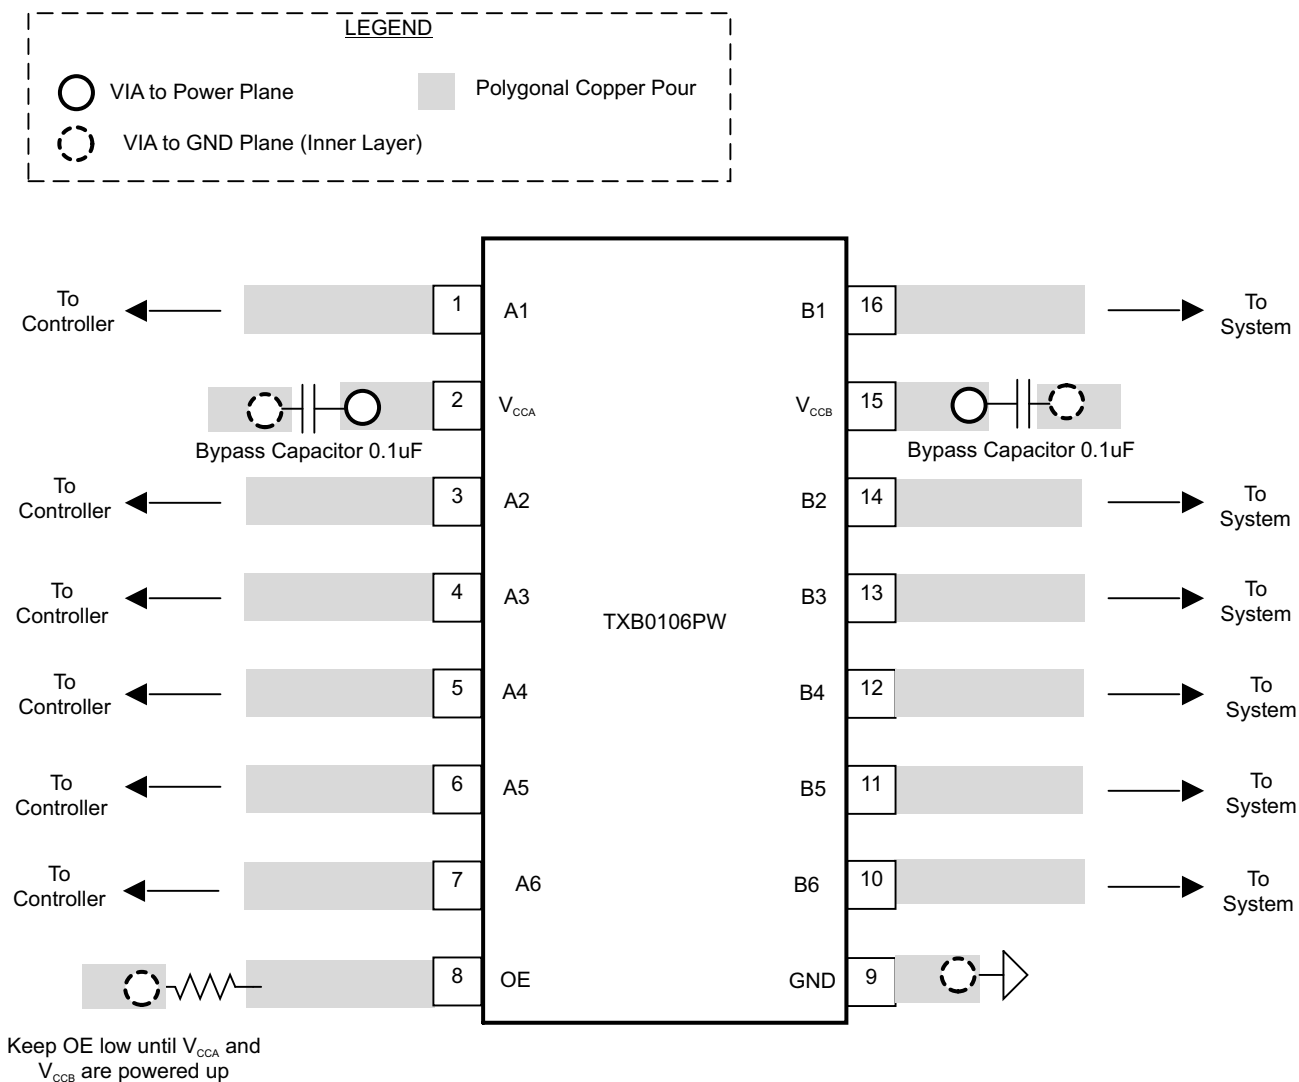 LEGEND
VIA to Power Plane
Polygonal Copper Pour
VIA to GND Plane (Inner Layer)
To
Controller
1
A1
B1
16
To
System
2
VCCA
VCCB
15
Bypass Capacitor 0.1uF
Bypass Capacitor 0.1uF
To
Controller
3
A2
B2
14
To
System
To
Controller
4
A3
B3
13
To
System
TXB0106PW
To
Controller
5
A4
B4
12
To
System
To
Controller
6
A5
B5
11
To
System
To
Controller
7
A6
B6
10
To
System
8
OE
GND
9
Keep OE low until VCCA and
VCCB are powered up